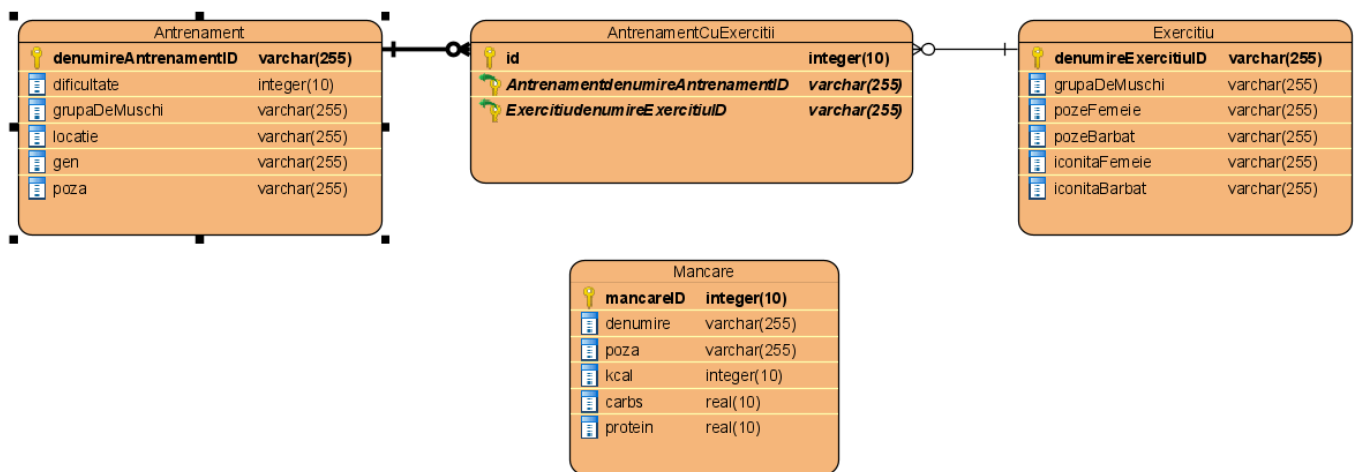 Antrenament
denumireAntrenamentID varchar(255)
dificultate integer(10)
grupaDeMuschi varchar(255)
locatie varchar(255)
gen varchar(255)
poza varchar(255)
AntrenamentCuExercitii
id integer(10)
AntrenamentdenumireAntrenamentID varchar(255)
ExercitiudenumireExercitiuID varchar(255)
Exercitiu
denumireExercitiuID varchar(255)
grupaDeMuschi varchar(255)
pozeFemeie varchar(255)
pozeBarbat varchar(255)
iconitaFemeie varchar(255)
iconitaBarbat varchar(255)
Mancare
mancareID integer(10)
denumire varchar(255)
poza varchar(255)
kcal integer(10)
carbs real(10)
protein real(10)